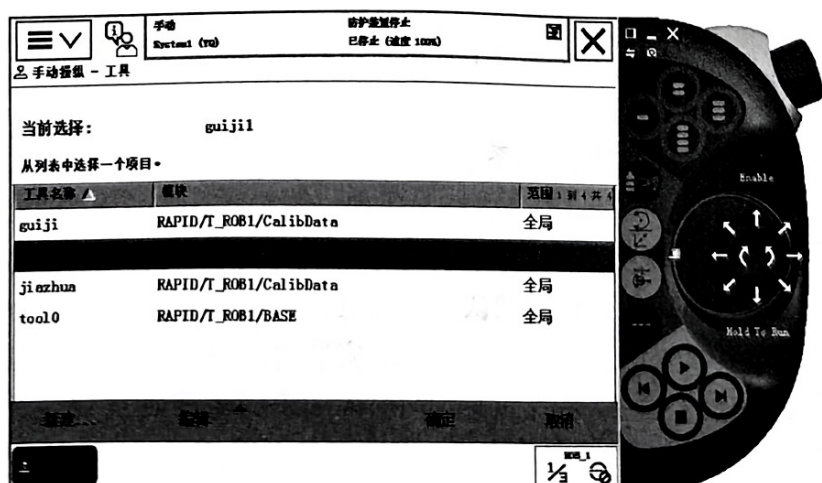 手动
System1 (YQ)
防护装置停止
已停止 (速度 100%)
手动操纵 - 工具
当前选择:
guiji1
从列表中选择一个项目。
工具名称 模块 范围 1 到 4 共 4
guiji RAPID/T_ROB1/CalibData 全局
jiazhua RAPID/T_ROB1/CalibData 全局
tool0 RAPID/T_ROB1/BASE 全局
新建... 编辑 确定 取消
ROB_1
1/3
Enable
Hold To Run